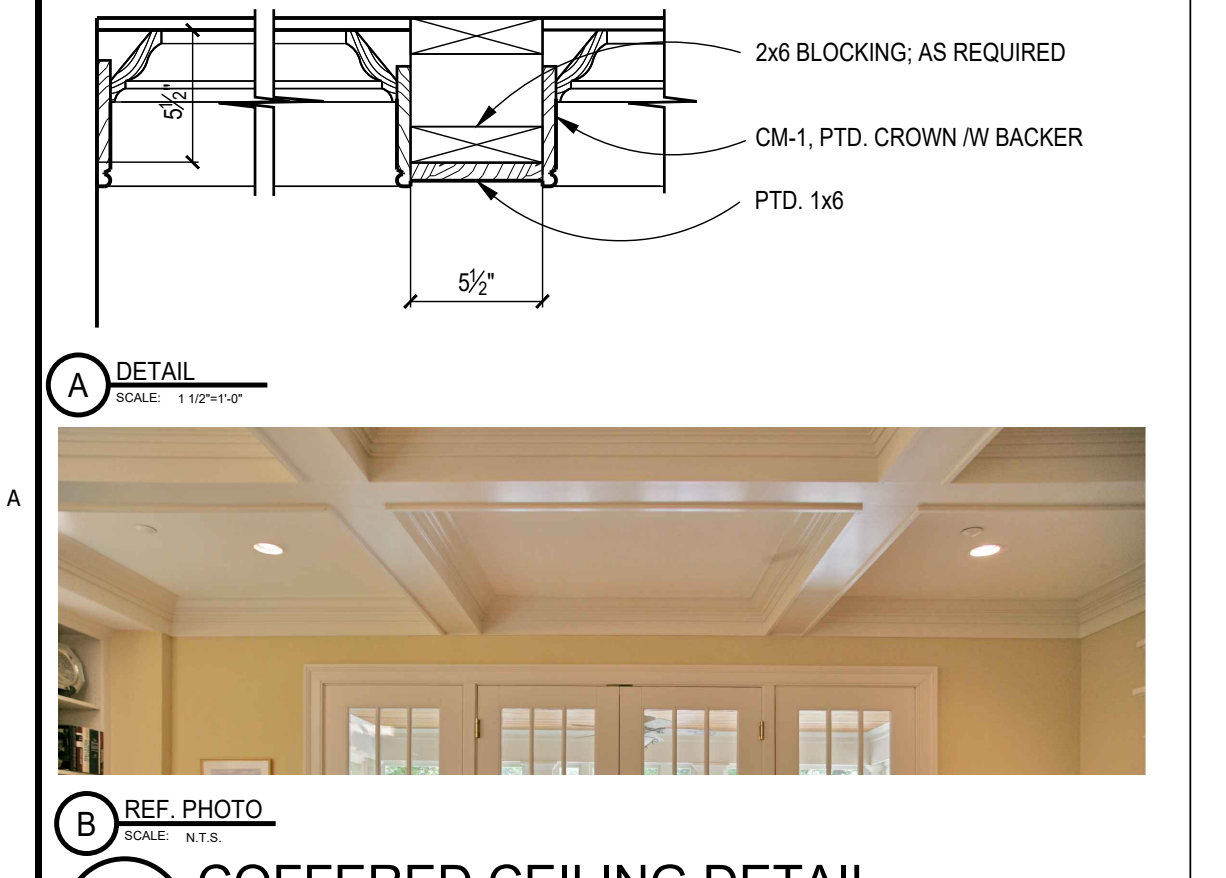 5½"
2x6 BLOCKING; AS REQUIRED
CM-1, PTD. CROWN /W BACKER
PTD. 1x6
5½"
A
DETAIL
SCALE: 1 1/2"=1'-0"
A
B
REF. PHOTO
SCALE: N.T.S.
COFFERED CEILING DETAIL